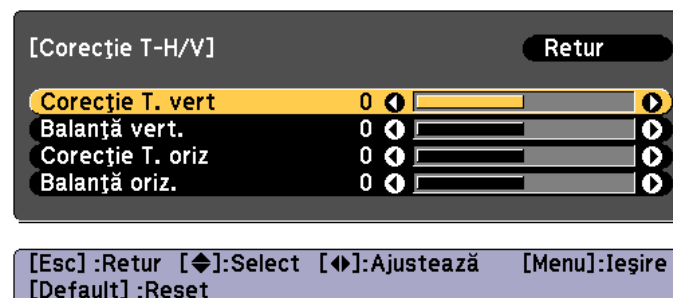 [Corecţie T-H/V] Retur
Corecţie T. vert 0
Balanţă vert. 0
Corecţie T. oriz 0
Balanţă oriz. 0
[Esc] :Retur [◆]:Select [◆]:Ajustează [Menu]:Ieşire
[Default] :Reset